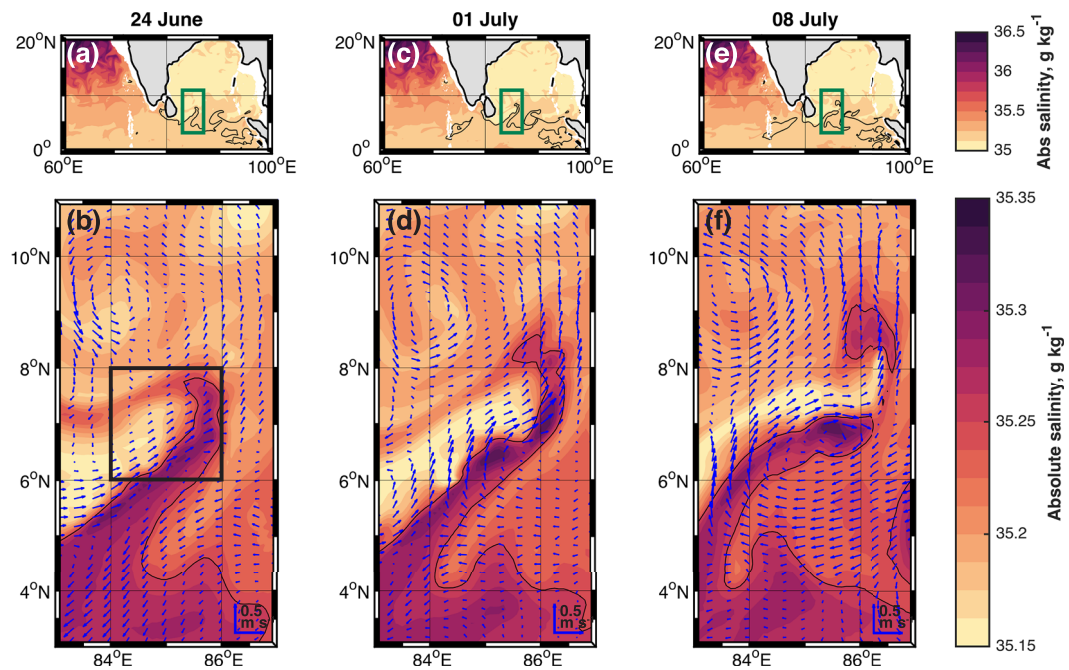 24 June
01 July
08 July
(a)
(c)
(e)
20°N
0°
60°E
100°E
0°
60°E
100°E
0°
60°E
100°E
36.5
36
35.5
35
Abs salinity, g kg⁻¹
(b)
(d)
(f)
10°N
8°N
6°N
4°N
84°E
86°E
0.5
m s
10°N
8°N
6°N
4°N
84°E
86°E
0.5
m s
10°N
8°N
6°N
4°N
84°E
86°E
0.5
m s
35.35
35.3
35.25
35.2
35.15
Absolute salinity, g kg⁻¹